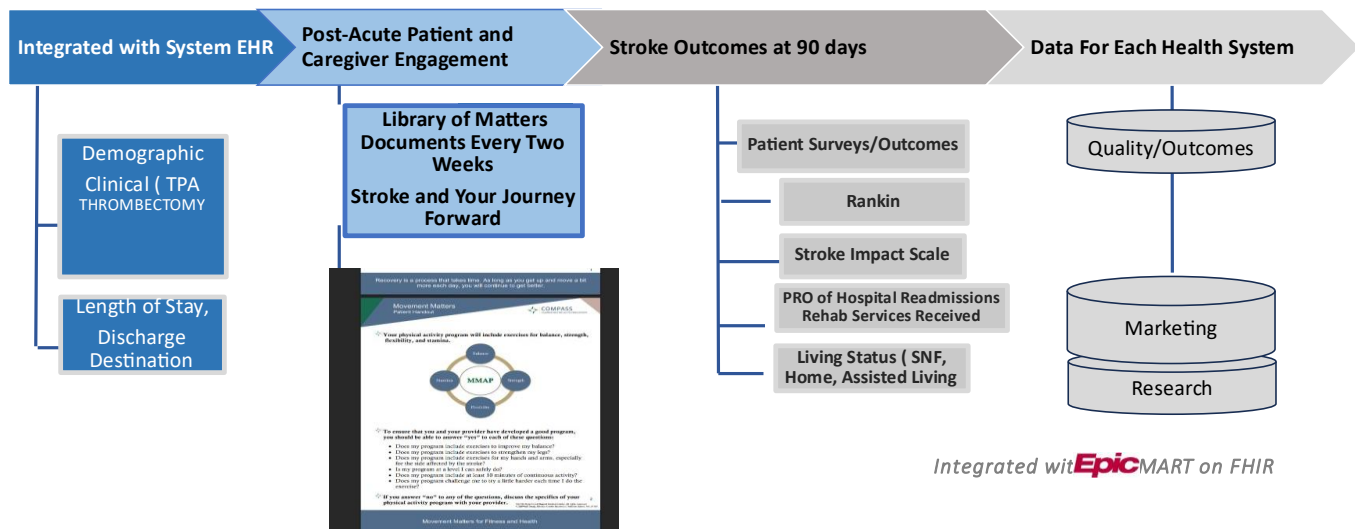 Integrated with System EHR
Post-Acute Patient and
Caregiver Engagement
Stroke Outcomes at 90 days
Data For Each Health System
Demographic
Clinical ( TPA
THROMBECTOMY
Length of Stay,
Discharge
Destination
Library of Matters
Documents Every Two
Weeks
Stroke and Your Journey
Forward
Recovery is a process that takes time. As long as you get up and move a bit
more each day, you will continue to get better.
Movement Matters
Patient Handout
COMPASS
Your physical activity program will include exercises for balance, strength,
flexibility, and stamina.
Balance
Stamina
MMAP
Strength
Flexibility
To ensure that you and your provider have developed a good program,
you should be able to answer “yes” to each of these questions:
• Does my program include exercises to improve my balance?
• Does my program include exercises to strengthen my legs?
• Does my program include exercises for my hands and arms, especially
for the side affected by the stroke?
• Is my program at a level I can safely do?
• Does my program include at least 10 minutes of continuous activity?
• Does my program challenge me to try a little harder each time I do the
exercise?
If you answer “no” to any of the questions, discuss the specifics of your
physical activity program with your provider.
Movement Matters for Fitness and Health
Patient Surveys/Outcomes
Rankin
Stroke Impact Scale
PRO of Hospital Readmissions
Rehab Services Received
Living Status ( SNF,
Home, Assisted Living
Quality/Outcomes
Marketing
Research
Integrated wit Epic MART on FHIR